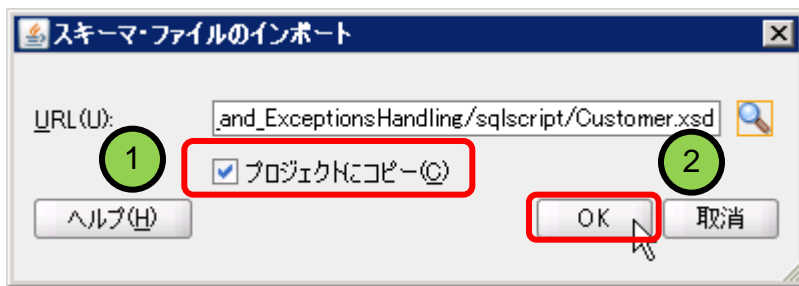 スキーマ・ファイルのインポート
URL(U): _and_ExceptionsHandling/sqlscript/Customer.xsd
1 プロジェクトにコピー(C) 2
ヘルプ(H) OK 取消